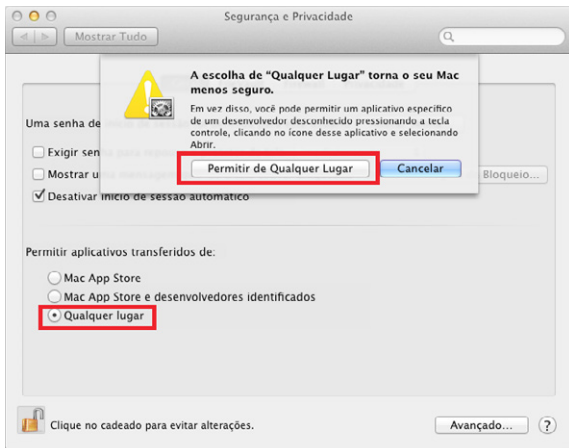 Segurança e Privacidade
Mostrar Tudo
A escolha de “Qualquer Lugar” torna o seu Mac
menos seguro.
Em vez disso, você pode permitir um aplicativo específico
de um desenvolvedor desconhecido pressionando a tecla
controle, clicando no ícone desse aplicativo e selecionando
Abrir.
Permitir de Qualquer Lugar
Cancelar
Uma senha de
Exigir
Mostrar
Bloqueio...
Desativar início de sessão automático
Permitir aplicativos transferidos de:
Mac App Store
Mac App Store e desenvolvedores identificados
Qualquer lugar
Clique no cadeado para evitar alterações.
Avançado...
?